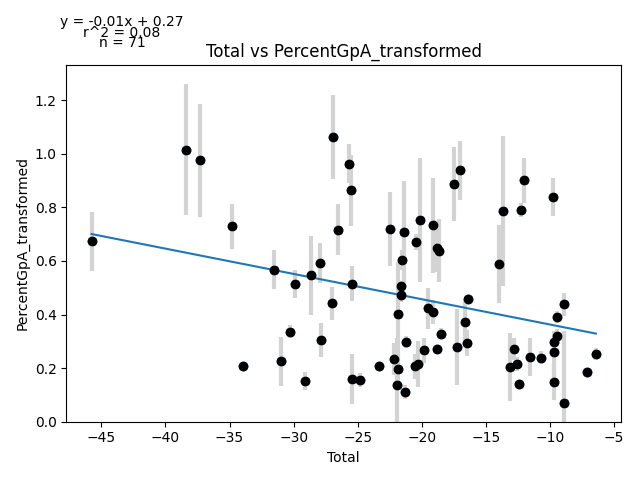 y = -0.01x + 0.27
r^2 = 0.08
n = 71
Total vs PercentGpA_transformed
PercentGpA_transformed
1.2
1.0
0.8
0.6
0.4
0.2
0.0
−45 −40 −35 −30 −25 −20 −15 −10 −5
Total